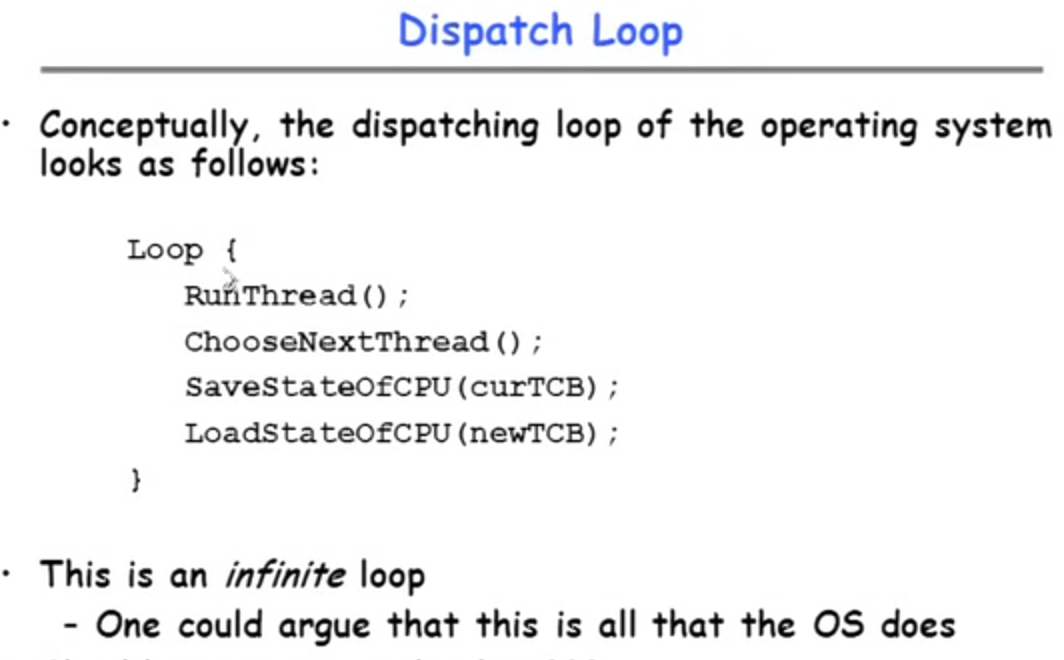 Dispatch Loop
· Conceptually, the dispatching loop of the operating system
looks as follows:
Loop {
RunThread();
ChooseNextThread();
SaveStateOfCPU(curTCB);
LoadStateOfCPU(newTCB);
}
· This is an infinite loop
- One could argue that this is all that the OS does